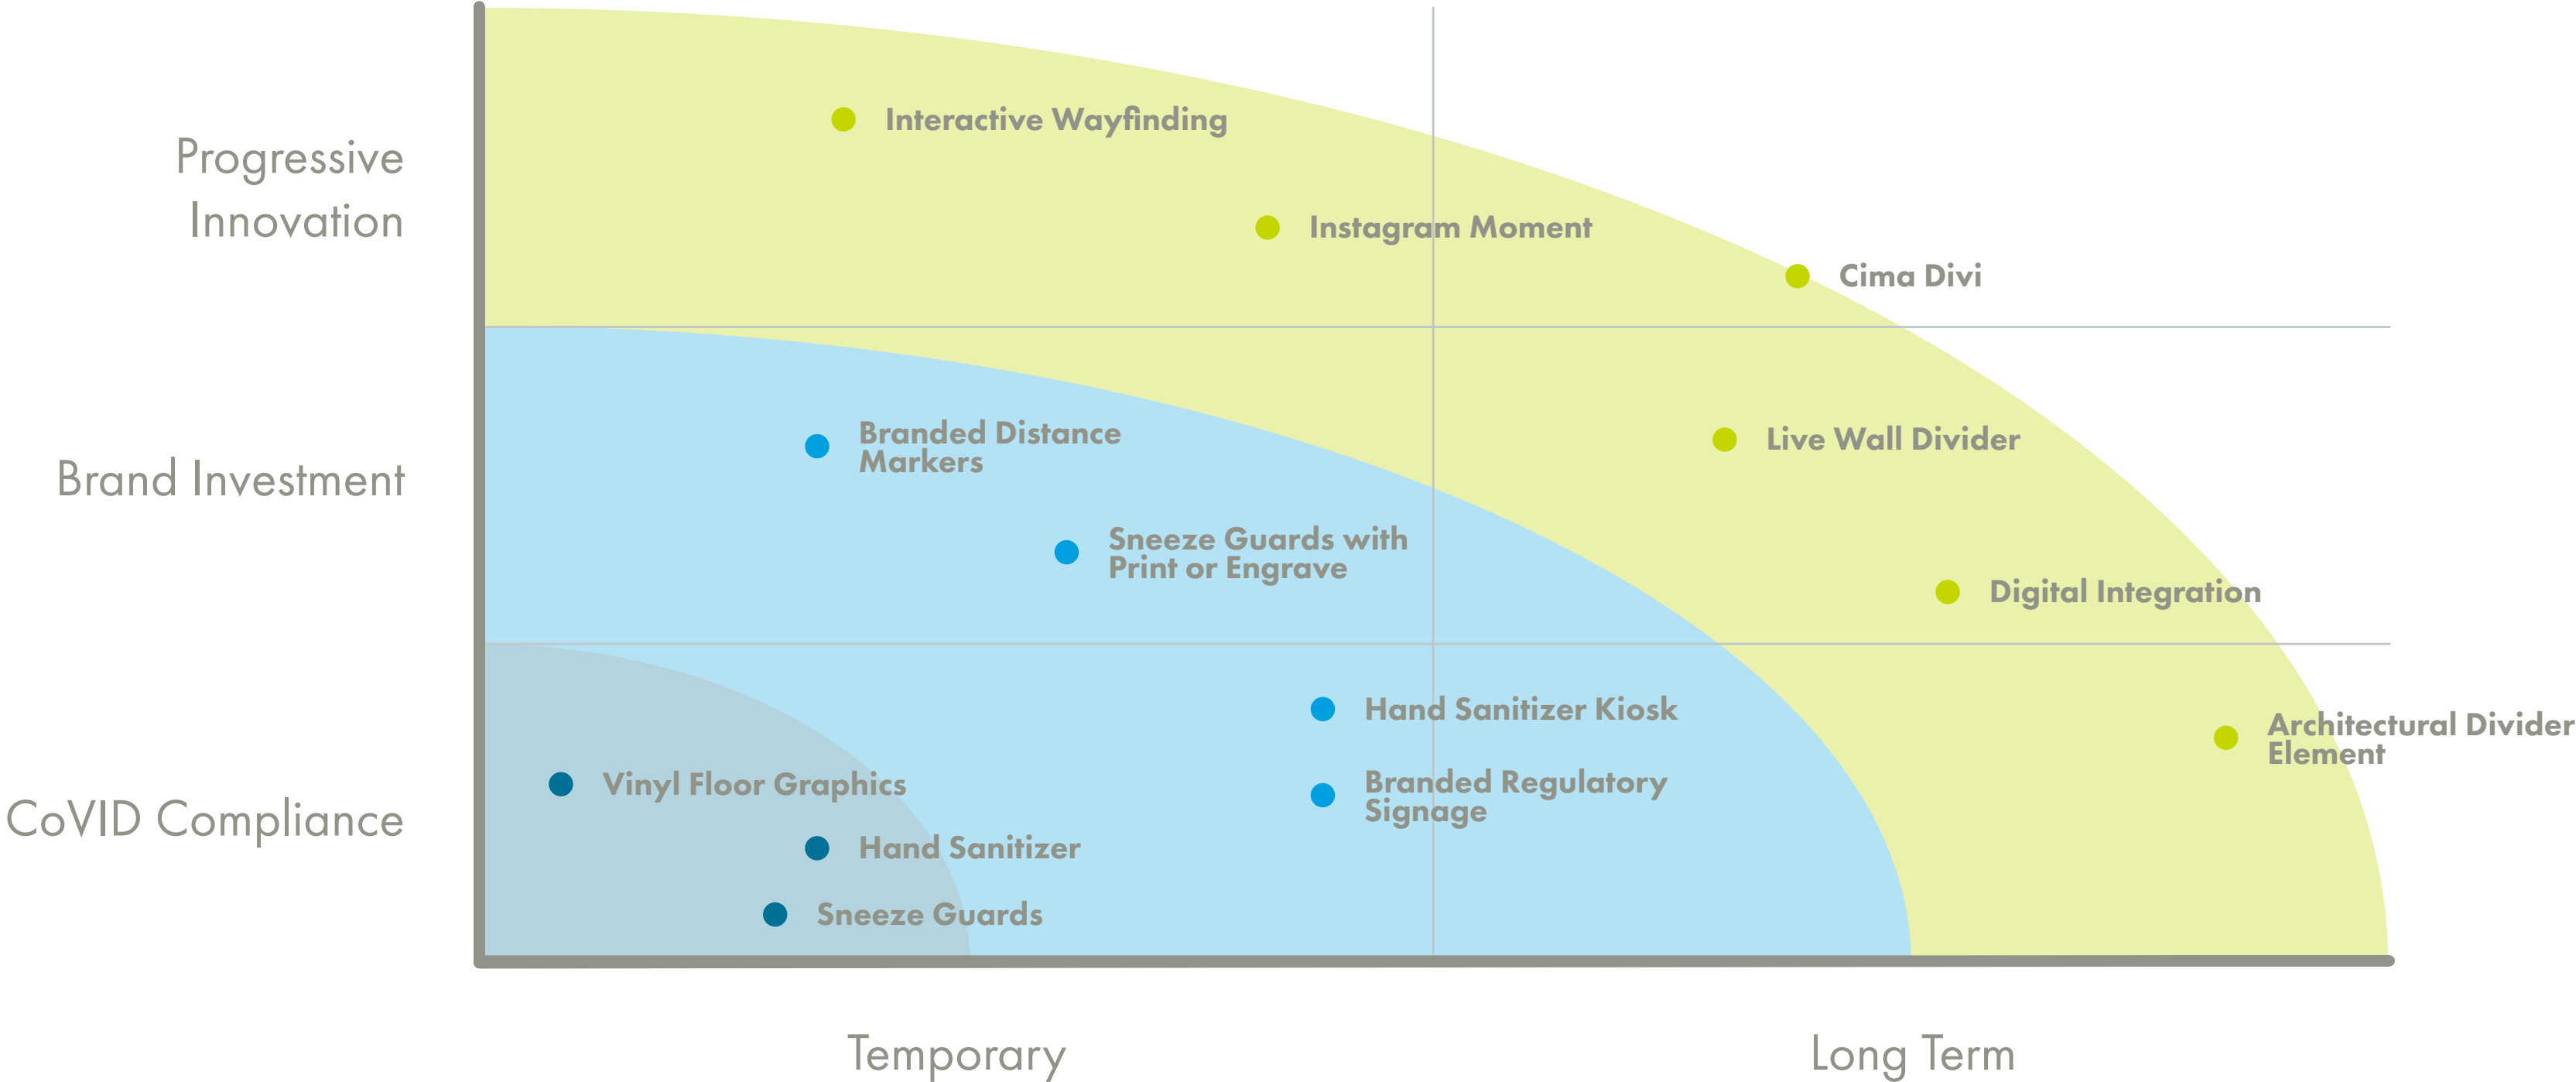 Progressive
Innovation
Interactive Wayfinding
Instagram Moment
Cima Divi
Brand Investment
Branded Distance
Markers
Live Wall Divider
Sneeze Guards with
Print or Engrave
Digital Integration
CoVID Compliance
Hand Sanitizer Kiosk
Architectural Divider
Element
Vinyl Floor Graphics
Branded Regulatory
Signage
Hand Sanitizer
Sneeze Guards
Temporary
Long Term